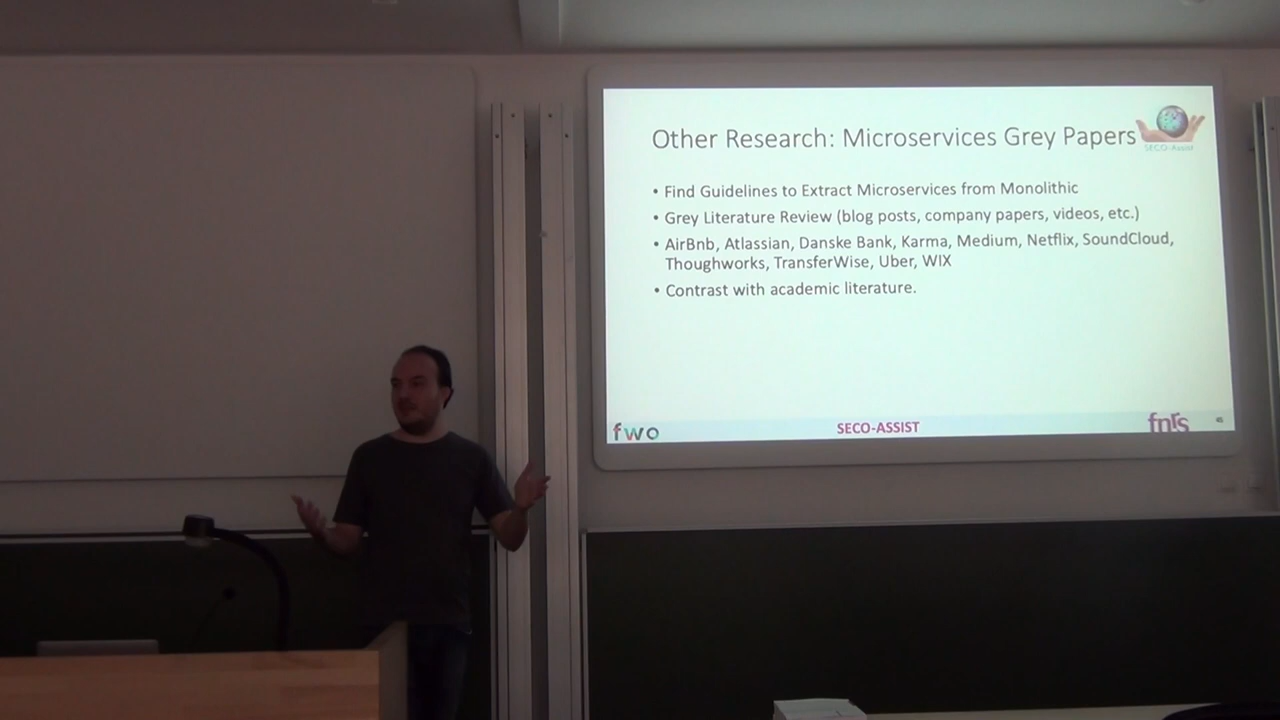 Other Research: Microservices Grey Papers
SECO-Assist
• Find Guidelines to Extract Microservices from Monolithic
• Grey Literature Review (blog posts, company papers, videos, etc.)
• AirBnb, Atlassian, Danske Bank, Karma, Medium, Netflix, SoundCloud,
Thoughworks, TransferWise, Uber, WIX
• Contrast with academic literature.
fwo
SECO-ASSIST
fnrs